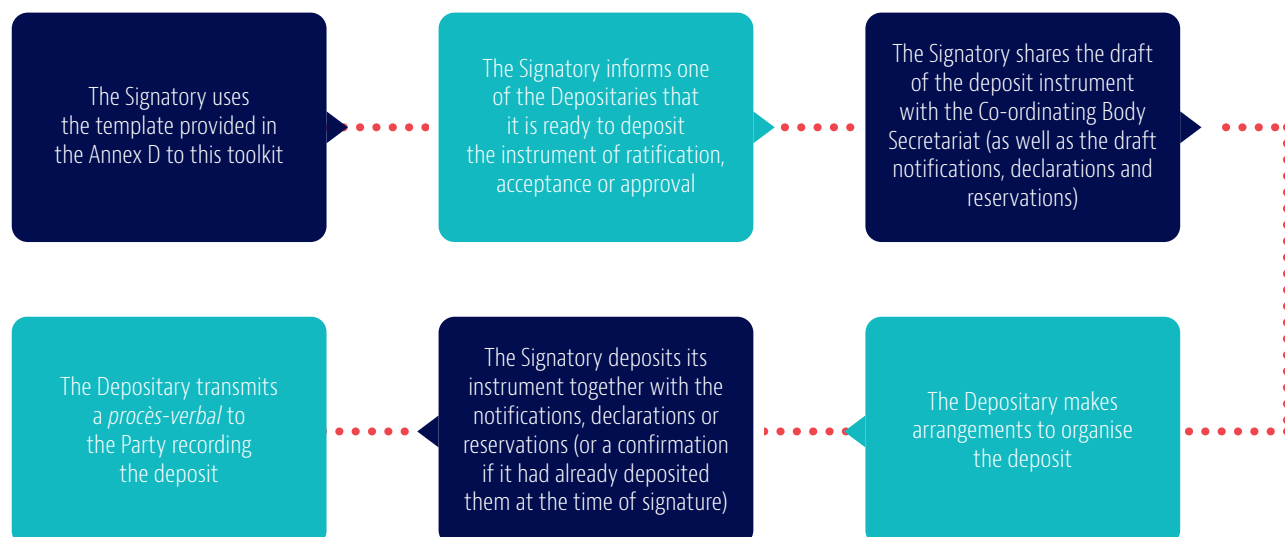 The Signatory uses
the template provided in
the Annex D to this toolkit
The Signatory informs one
of the Depositaries that
it is ready to deposit
the instrument of ratification,
acceptance or approval
The Signatory shares the draft
of the deposit instrument
with the Co-ordinating Body
Secretariat (as well as the draft
notifications, declarations and
reservations)
The Depositary makes
arrangements to organise
the deposit
The Signatory deposits its
instrument together with the
notifications, declarations or
reservations (or a confirmation
if it had already deposited
them at the time of signature)
The Depositary transmits
a procès-verbal to
the Party recording
the deposit